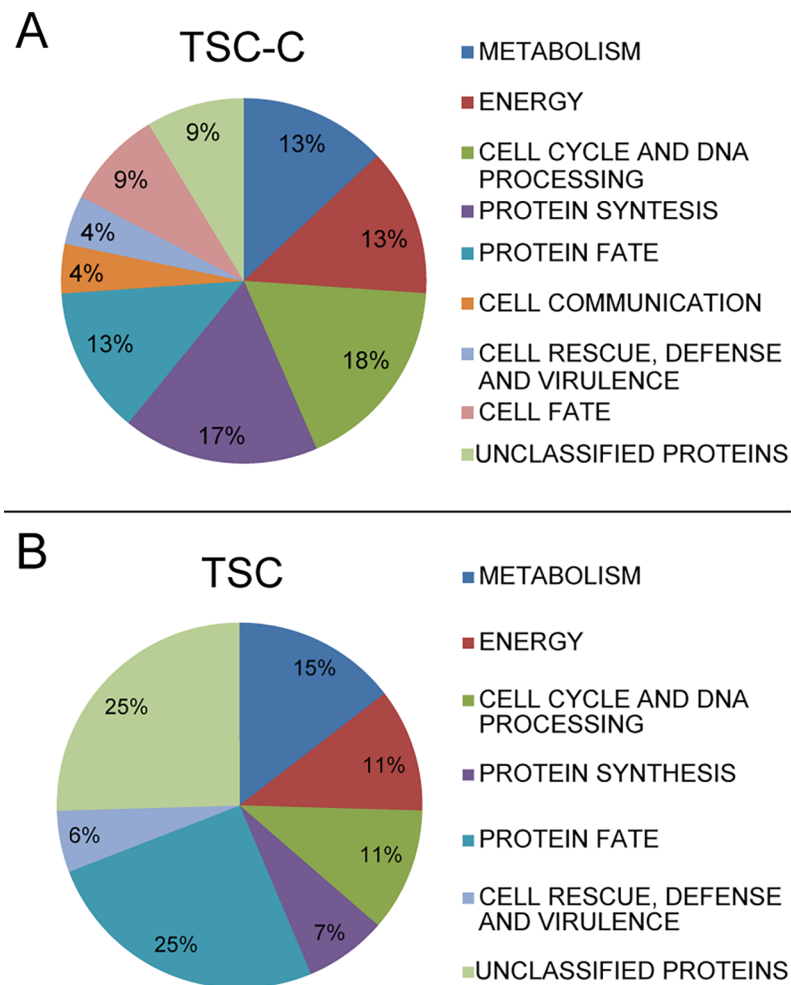 A
TSC-C
METABOLISM
ENERGY
CELL CYCLE AND DNA
PROCESSING
PROTEIN SYNTESIS
PROTEIN FATE
CELL COMMUNICATION
CELL RESCUE, DEFENSE
AND VIRULENCE
CELL FATE
UNCLASSIFIED PROTEINS
13%
13%
18%
17%
13%
4%
4%
9%
9%
B
TSC
METABOLISM
ENERGY
CELL CYCLE AND DNA
PROCESSING
PROTEIN SYNTHESIS
PROTEIN FATE
CELL RESCUE, DEFENSE
AND VIRULENCE
UNCLASSIFIED PROTEINS
15%
11%
11%
7%
25%
6%
25%